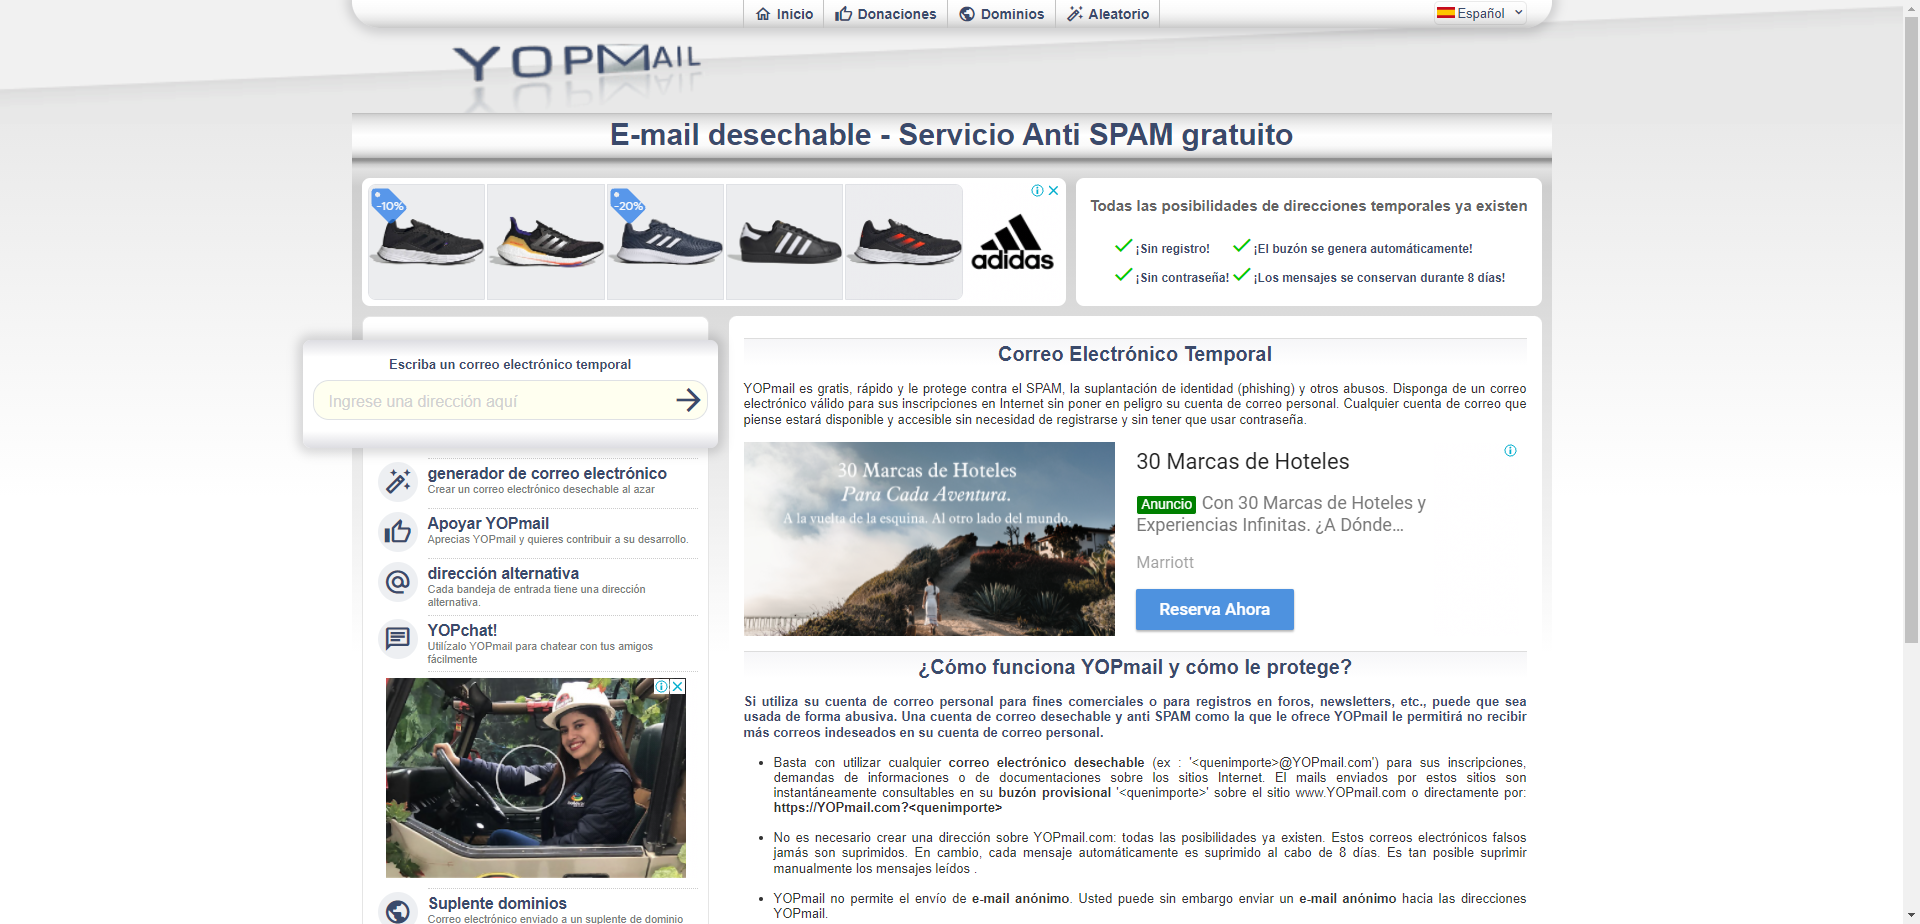 Inicio
Donaciones
Dominios
Aleatorio
Español
YOPMAIL
E-mail desechable - Servicio Anti SPAM gratuito
-10%
-20%
adidas
Todas las posibilidades de direcciones temporales ya existen
¡Sin registro!
¡El buzón se genera automáticamente!
¡Sin contraseña!
¡Los mensajes se conservan durante 8 días!
Escriba un correo electrónico temporal
Ingrese una dirección aquí
generador de correo electrónico
Crear un correo electrónico desechable al azar
Apoyar YOPmail
Aprecias YOPmail y quieres contribuir a su desarrollo.
dirección alternativa
Cada bandeja de entrada tiene una dirección
alternativa.
YOPchat!
Utilízalo YOPmail para chatear con tus amigos
fácilmente
Suplente dominios
Correo electrónico enviado a un suplente de dominio
Correo Electrónico Temporal
YOPmail es gratis, rápido y le protege contra el SPAM, la suplantación de identidad (phishing) y otros abusos. Disponga de un correo
electrónico válido para sus inscripciones en Internet sin poner en peligro su cuenta de correo personal. Cualquier cuenta de correo que
piense estará disponible y accesible sin necesidad de registrarse y sin tener que usar contraseña.
30 Marcas de Hoteles
Para Cada Aventura.
A la vuelta de la esquina. Al otro lado del mundo.
30 Marcas de Hoteles
Anuncio Con 30 Marcas de Hoteles y
Experiencias Infinitas. ¿A Dónde...
Marriott
Reserva Ahora
¿Cómo funciona YOPmail y cómo le protege?
Si utiliza su cuenta de correo personal para fines comerciales o para registros en foros, newsletters, etc., puede que sea
usada de forma abusiva. Una cuenta de correo desechable y anti SPAM como la que le ofrece YOPmail le permitirá no recibir
más correos indeseados en su cuenta de correo personal.
• Basta con utilizar cualquier correo electrónico desechable (ex : '<quenimporte>@YOPmail.com') para sus inscripciones,
demandas de informaciones o de documentaciones sobre los sitios Internet. El mails enviados por estos sitios son
instantáneamente consultables en su buzón provisional '<quenimporte>' sobre el sitio www.YOPmail.com o directamente por:
https://YOPmail.com?<quenimporte>
• No es necesario crear una dirección sobre YOPmail.com: todas las posibilidades ya existen. Estos correos electrónicos falsos
jamás son suprimidos. En cambio, cada mensaje automáticamente es suprimido al cabo de 8 días. Es tan posible suprimir
manualmente los mensajes leídos .
• YOPmail no permite el envío de e-mail anónimo. Usted puede sin embargo enviar un e-mail anónimo hacia las direcciones
YOPmail.